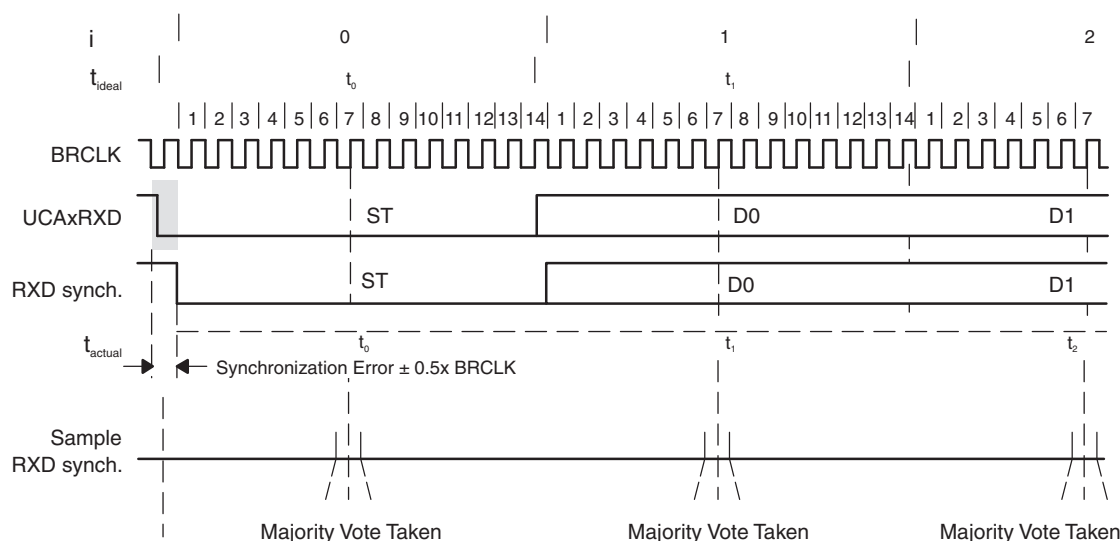 i 0 1 2
tideal t0 t1
1 2 3 4 5 6 7 8 9 10 11 12 13 14 1 2 3 4 5 6 7 8 9 10 11 12 13 14 1 2 3 4 5 6 7
BRCLK
UCAxRXD ST D0 D1
RXD synch. ST D0 D1
tactual t0 t1 t2
Synchronization Error ± 0.5x BRCLK
Sample
RXD synch.
Majority Vote Taken Majority Vote Taken Majority Vote Taken